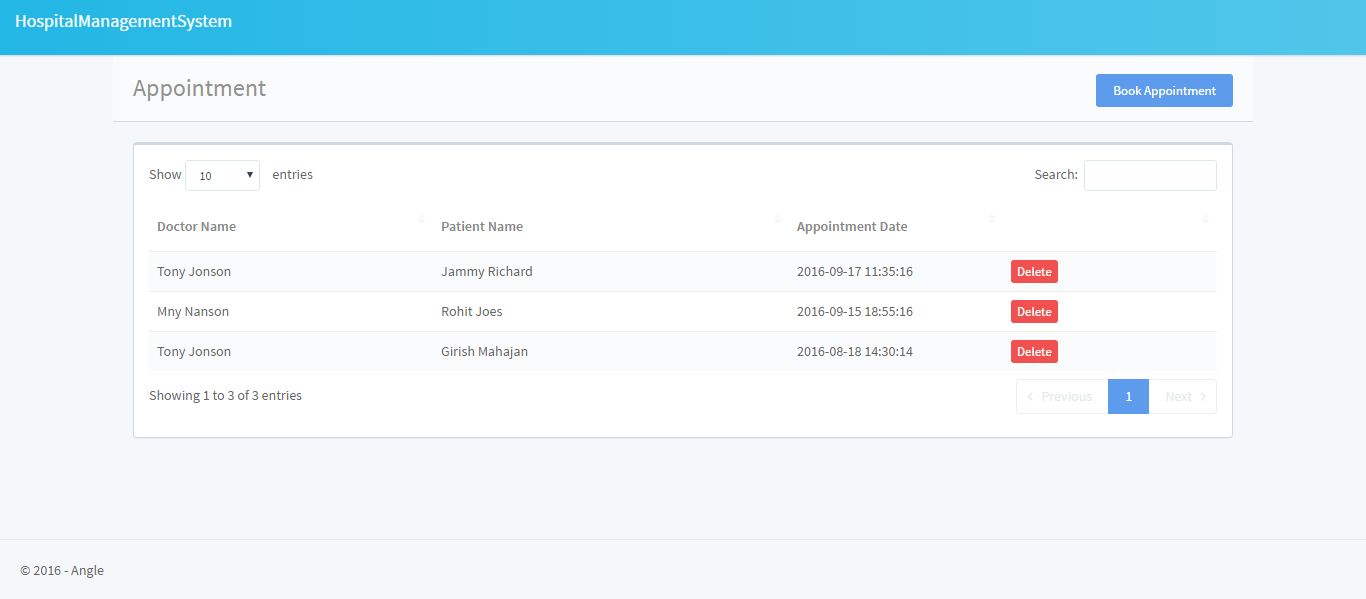 HospitalManagementSystem
Appointment Book Appointment
Show 10 entries Search:
Doctor Name Patient Name Appointment Date
Tony Jonson Jammy Richard 2016-09-17 11:35:16 Delete
Mny Nanson Rohit Joes 2016-09-15 18:55:16 Delete
Tony Jonson Girish Mahajan 2016-08-18 14:30:14 Delete
Showing 1 to 3 of 3 entries Previous 1 Next
© 2016 - Angle